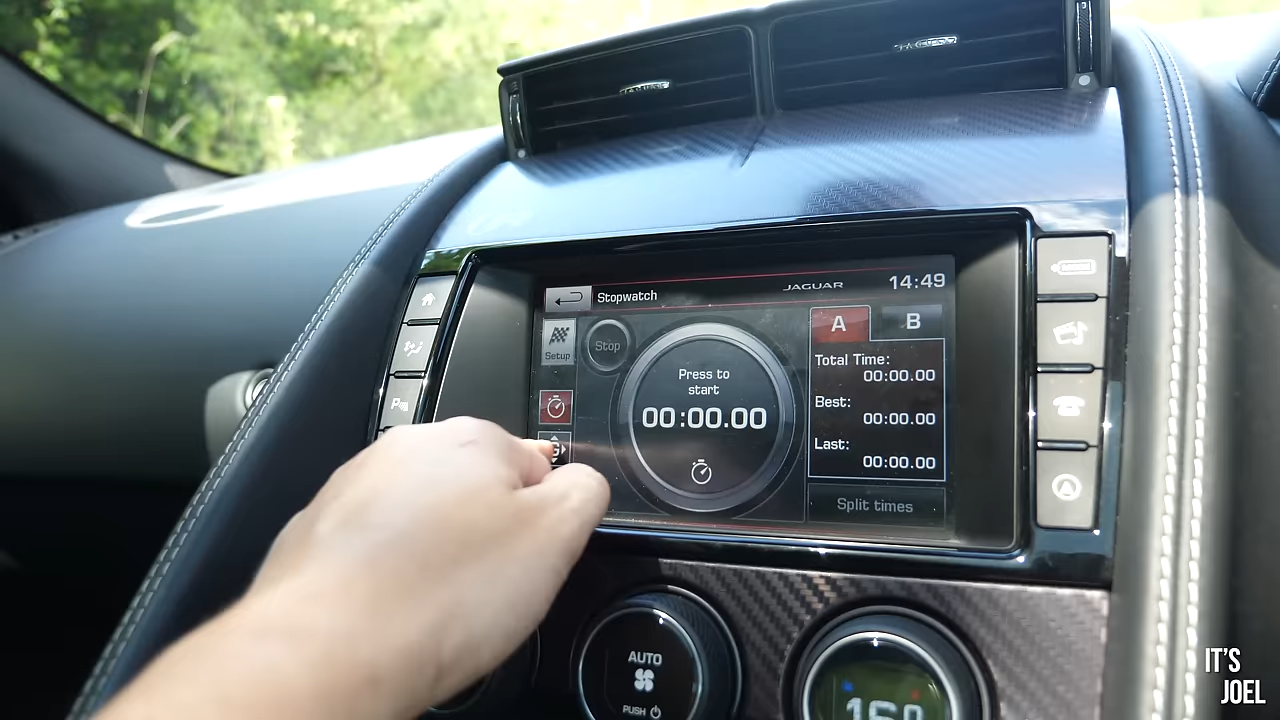 JAGUAR
14:49
Stopwatch
A
B
Setup
Stop
Press to
start
00:00.00
Total Time:
00:00.00
Best:
00:00.00
Last:
00:00.00
Split times
AUTO
PUSH
IT'S
JOEL